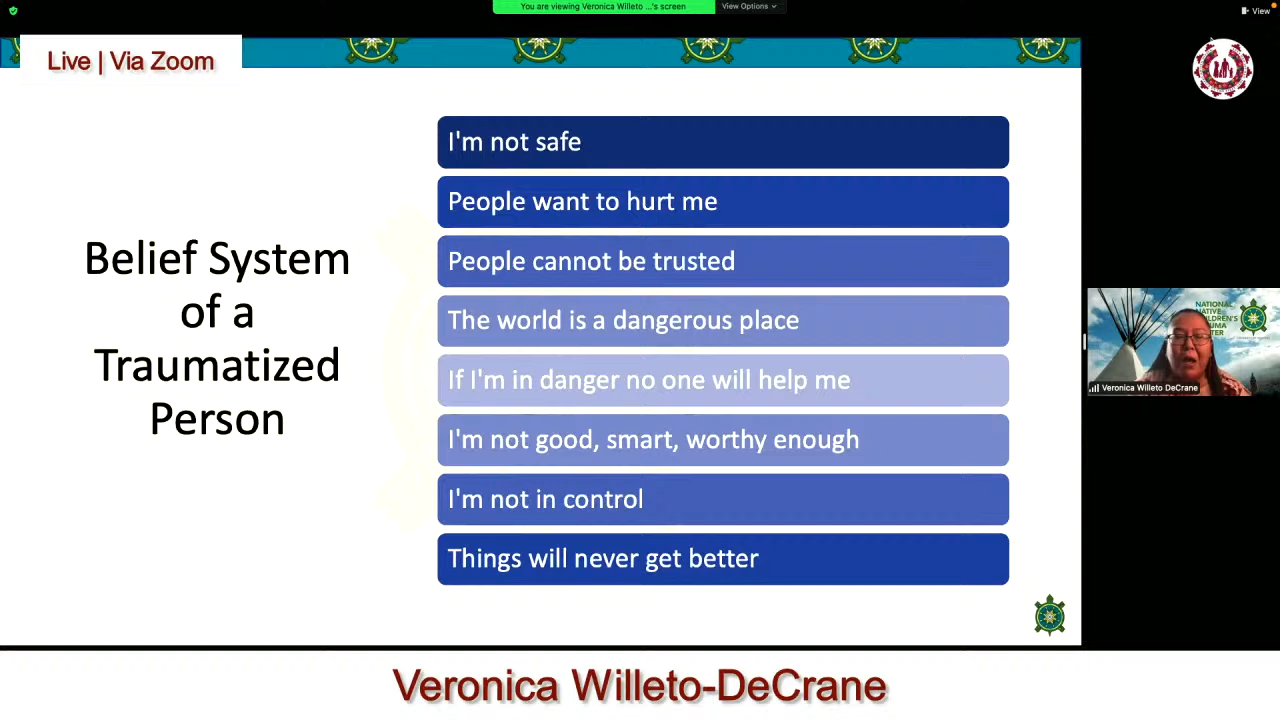 You are viewing Veronica Willeto ...'s screen
View Options
View
Live | Via Zoom
Belief System
of a
Traumatized
Person
I'm not safe
People want to hurt me
People cannot be trusted
The world is a dangerous place
If I'm in danger no one will help me
I'm not good, smart, worthy enough
I'm not in control
Things will never get better
NATIONAL
NATIVE
Veronica Willeto DeCrane
Veronica Willeto-DeCrane